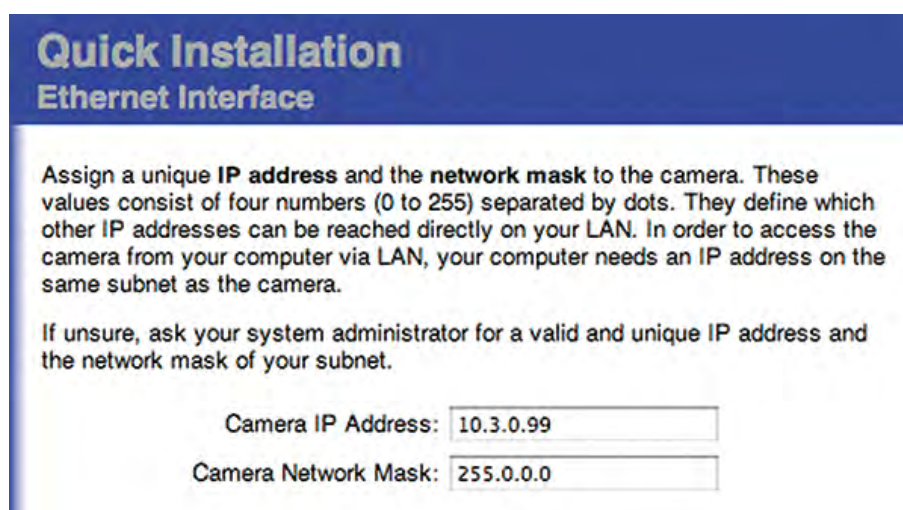 Quick Installation
Ethernet Interface
Assign a unique IP address and the network mask to the camera. These
values consist of four numbers (0 to 255) separated by dots. They define which
other IP addresses can be reached directly on your LAN. In order to access the
camera from your computer via LAN, your computer needs an IP address on the
same subnet as the camera.
If unsure, ask your system administrator for a valid and unique IP address and
the network mask of your subnet.
Camera IP Address: 10.3.0.99
Camera Network Mask: 255.0.0.0